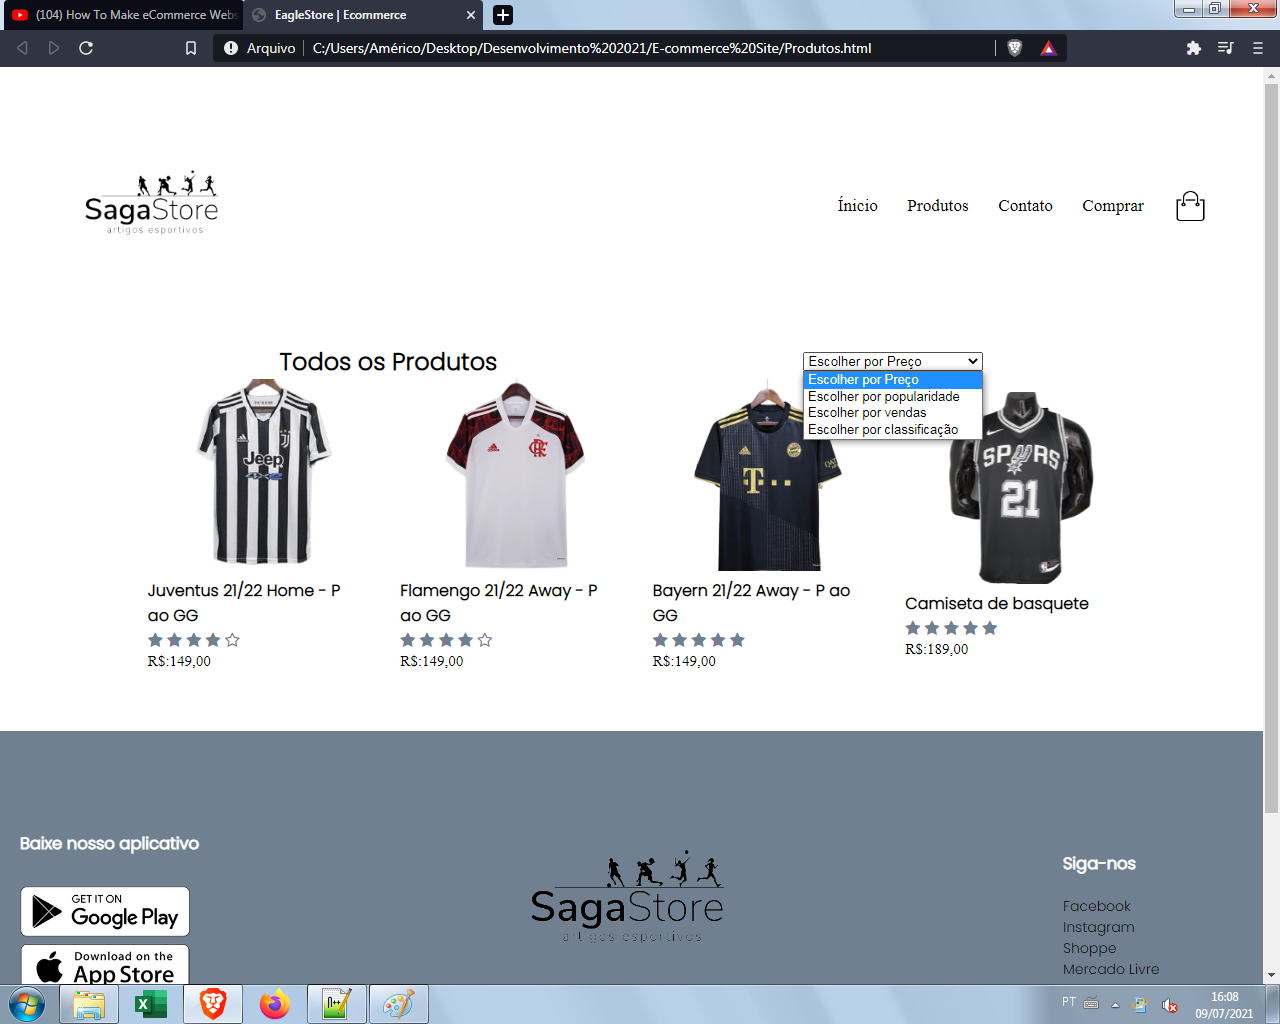 (104) How To Make eCommerce Webs
EagleStore | Ecommerce
Arquivo
C:/Users/Américo/Desktop/Desenvolvimento%202021/E-commerce%20Site/Produtos.html
SagaStore
artigos esportivos
Ínicio
Produtos
Contato
Comprar
Todos os Produtos
Escolher por Preço
Escolher por Preço
Escolher por popularidade
Escolher por vendas
Escolher por classificação
Jeep
T
QATAR
SPURS
21
Juventus 21/22 Home - P
ao GG
R$:149,00
Flamengo 21/22 Away - P
ao GG
R$:149,00
Bayern 21/22 Away - P ao
GG
R$:149,00
Camiseta de basquete
R$:189,00
Baixe nosso aplicativo
GET IT ON
Google Play
Download on the
App Store
SagaStore
artigos esportivos
Siga-nos
Facebook
Instagram
Shoppe
Mercado Livre
PT
16:08
09/07/2021